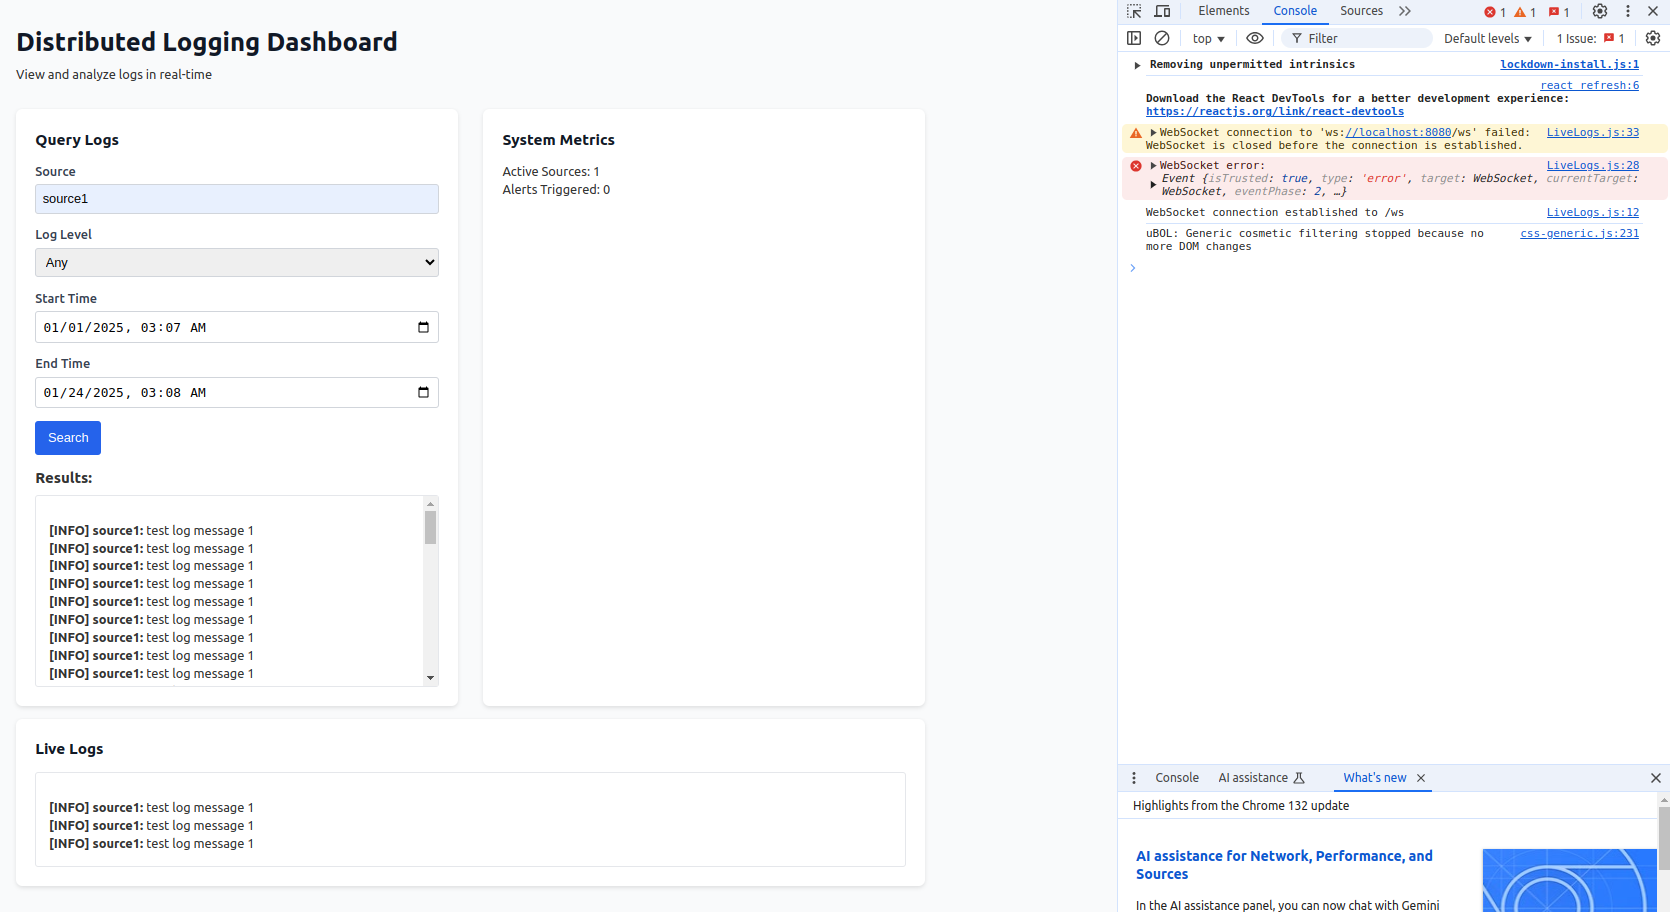 Distributed Logging Dashboard
View and analyze logs in real-time
Query Logs
Source
source1
Log Level
Any
Start Time
01/01/2025, 03:07 AM
End Time
01/24/2025, 03:08 AM
Search
Results:
[INFO] source1: test log message 1
[INFO] source1: test log message 1
[INFO] source1: test log message 1
[INFO] source1: test log message 1
[INFO] source1: test log message 1
[INFO] source1: test log message 1
[INFO] source1: test log message 1
[INFO] source1: test log message 1
[INFO] source1: test log message 1
System Metrics
Active Sources: 1
Alerts Triggered: 0
Live Logs
[INFO] source1: test log message 1
[INFO] source1: test log message 1
[INFO] source1: test log message 1
Elements Console Sources 1 1 1
top Filter Default levels 1 Issue: 1
Removing unpermitted intrinsics lockdown-install.js:1
react refresh:6
Download the React DevTools for a better development experience:
https://reactjs.org/link/react-devtools
WebSocket connection to 'ws://localhost:8080/ws' failed: LiveLogs.js:33
WebSocket is closed before the connection is established.
WebSocket error: LiveLogs.js:28
Event {isTrusted: true, type: 'error', target: WebSocket, currentTarget:
WebSocket, eventPhase: 2, …}
WebSocket connection established to /ws LiveLogs.js:12
uBOL: Generic cosmetic filtering stopped because no css-generic.js:231
more DOM changes
Console AI assistance What's new
Highlights from the Chrome 132 update
AI assistance for Network, Performance, and
Sources
In the AI assistance panel, you can now chat with Gemini